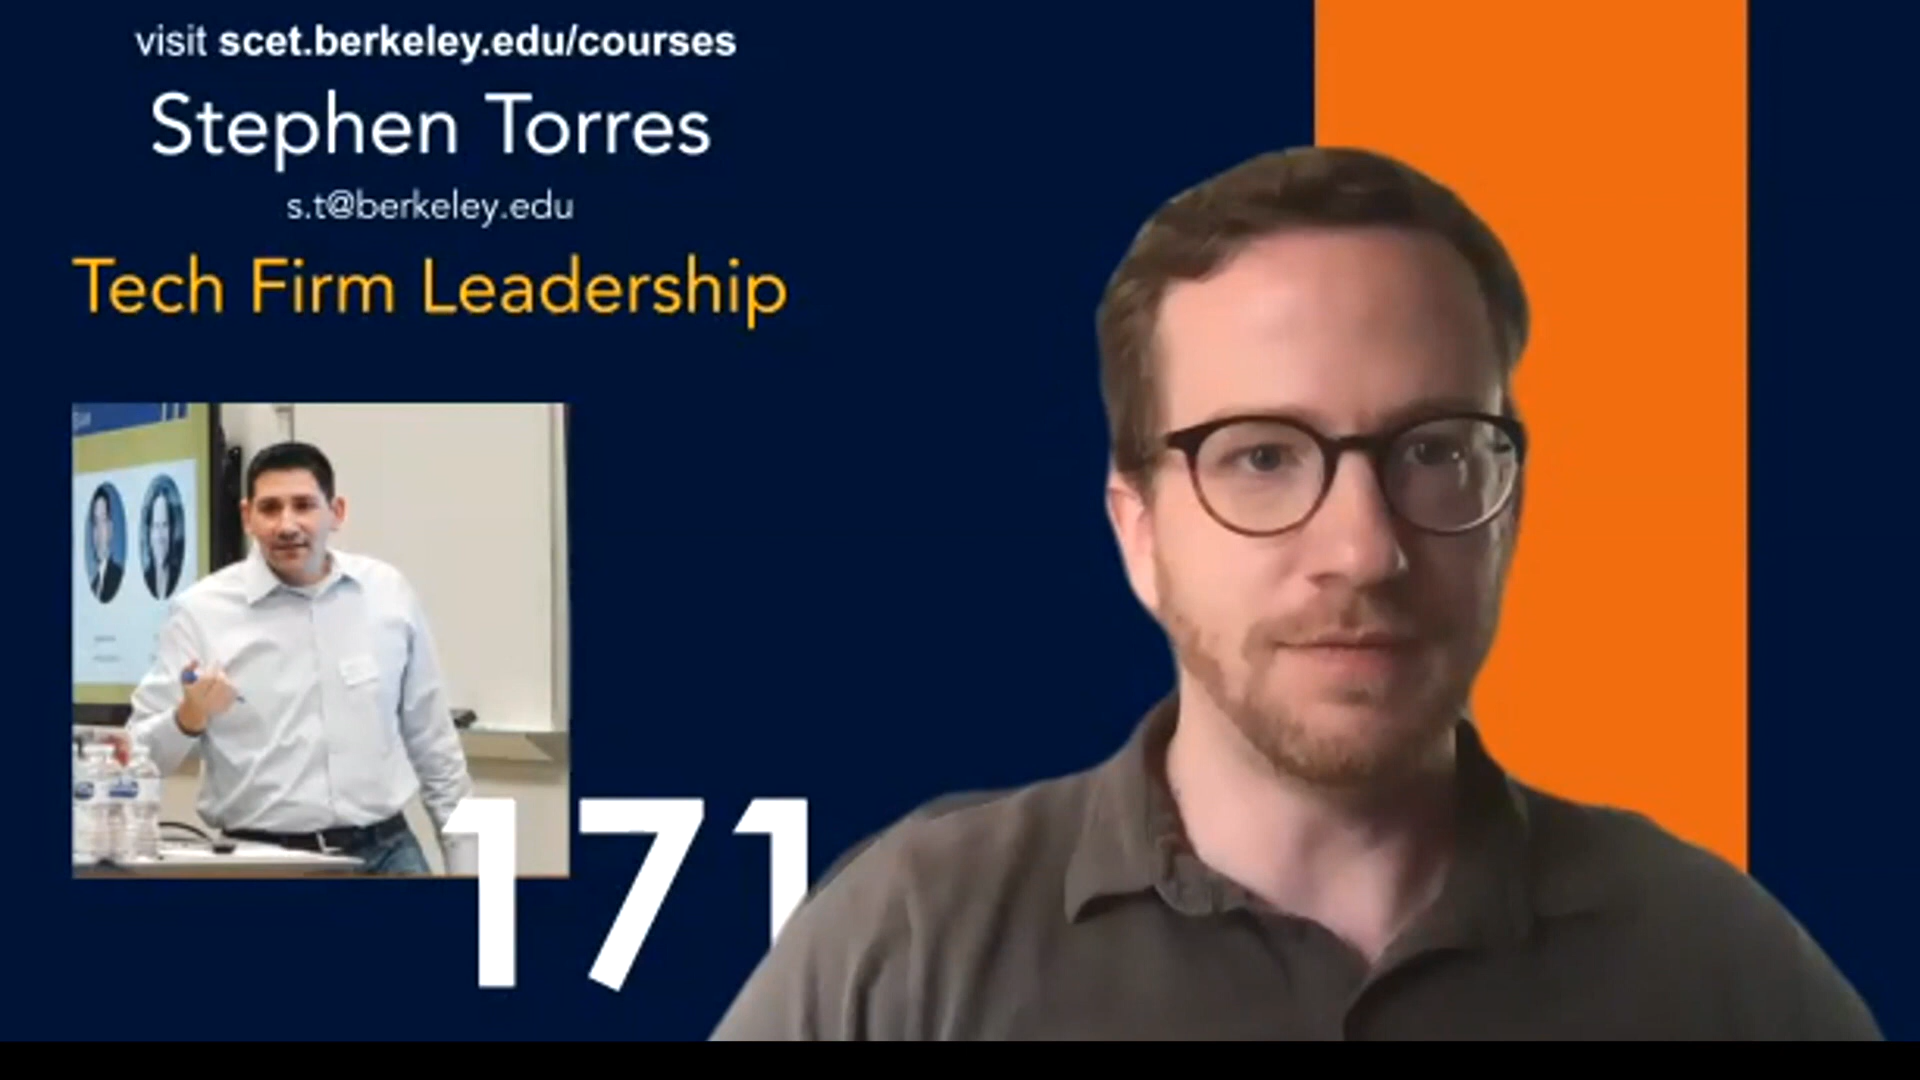 visit scet.berkeley.edu/courses
Stephen Torres
s.t@berkeley.edu
Tech Firm Leadership
171